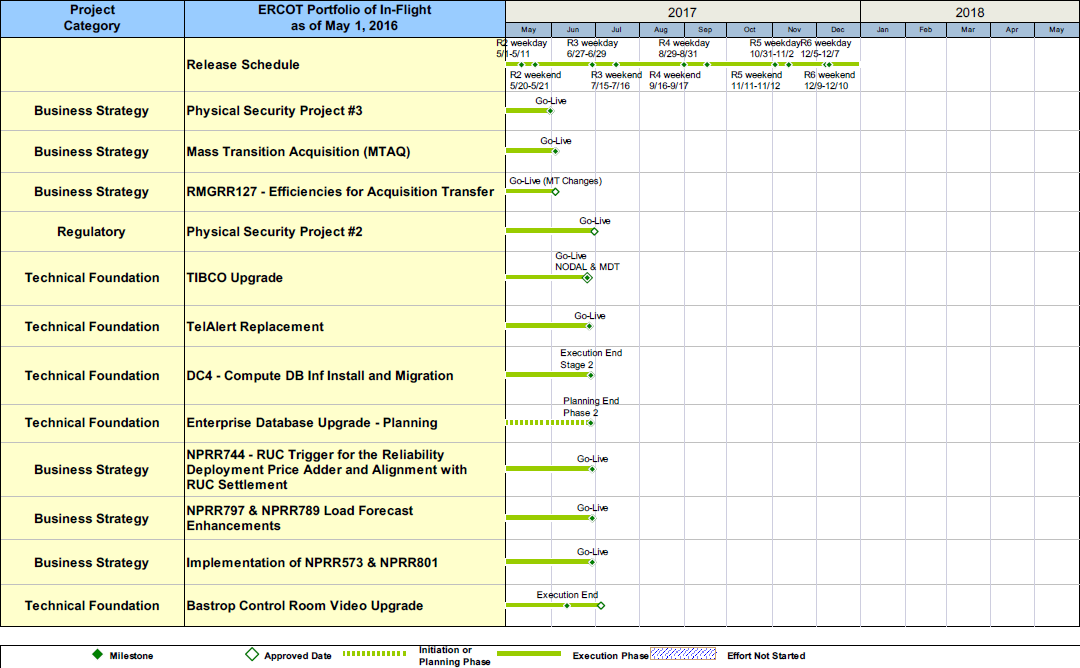 Project
Category
ERCOT Portfolio of In-Flight
as of May 1, 2016
2017
2018
May Jun Jul Aug Sep Oct Nov Dec Jan Feb Mar Apr May
Release Schedule
R2 weekday
5/1-5/11
R3 weekday
6/27-6/29
R4 weekday
8/29-8/31
R5 weekday
10/31-11/2
R6 weekday
12/5-12/7
R2 weekend
5/20-5/21
R3 weekend
7/15-7/16
R4 weekend
9/16-9/17
R5 weekend
11/11-11/12
R6 weekend
12/9-12/10
Business Strategy
Physical Security Project #3
Go-Live
Business Strategy
Mass Transition Acquisition (MTAQ)
Go-Live
Business Strategy
RMGRR127 - Efficiencies for Acquisition Transfer
Go-Live (MT Changes)
Regulatory
Physical Security Project #2
Go-Live
Technical Foundation
TIBCO Upgrade
Go-Live
NODAL & MDT
Technical Foundation
TelAlert Replacement
Go-Live
Technical Foundation
DC4 - Compute DB Inf Install and Migration
Execution End
Stage 2
Technical Foundation
Enterprise Database Upgrade - Planning
Planning End
Phase 2
Business Strategy
NPRR744 - RUC Trigger for the Reliability
Deployment Price Adder and Alignment with
RUC Settlement
Go-Live
Business Strategy
NPRR797 & NPRR789 Load Forecast
Enhancements
Go-Live
Business Strategy
Implementation of NPRR573 & NPRR801
Go-Live
Technical Foundation
Bastrop Control Room Video Upgrade
Execution End
Milestone
Approved Date
Initiation or
Planning Phase
Execution Phase
Effort Not Started